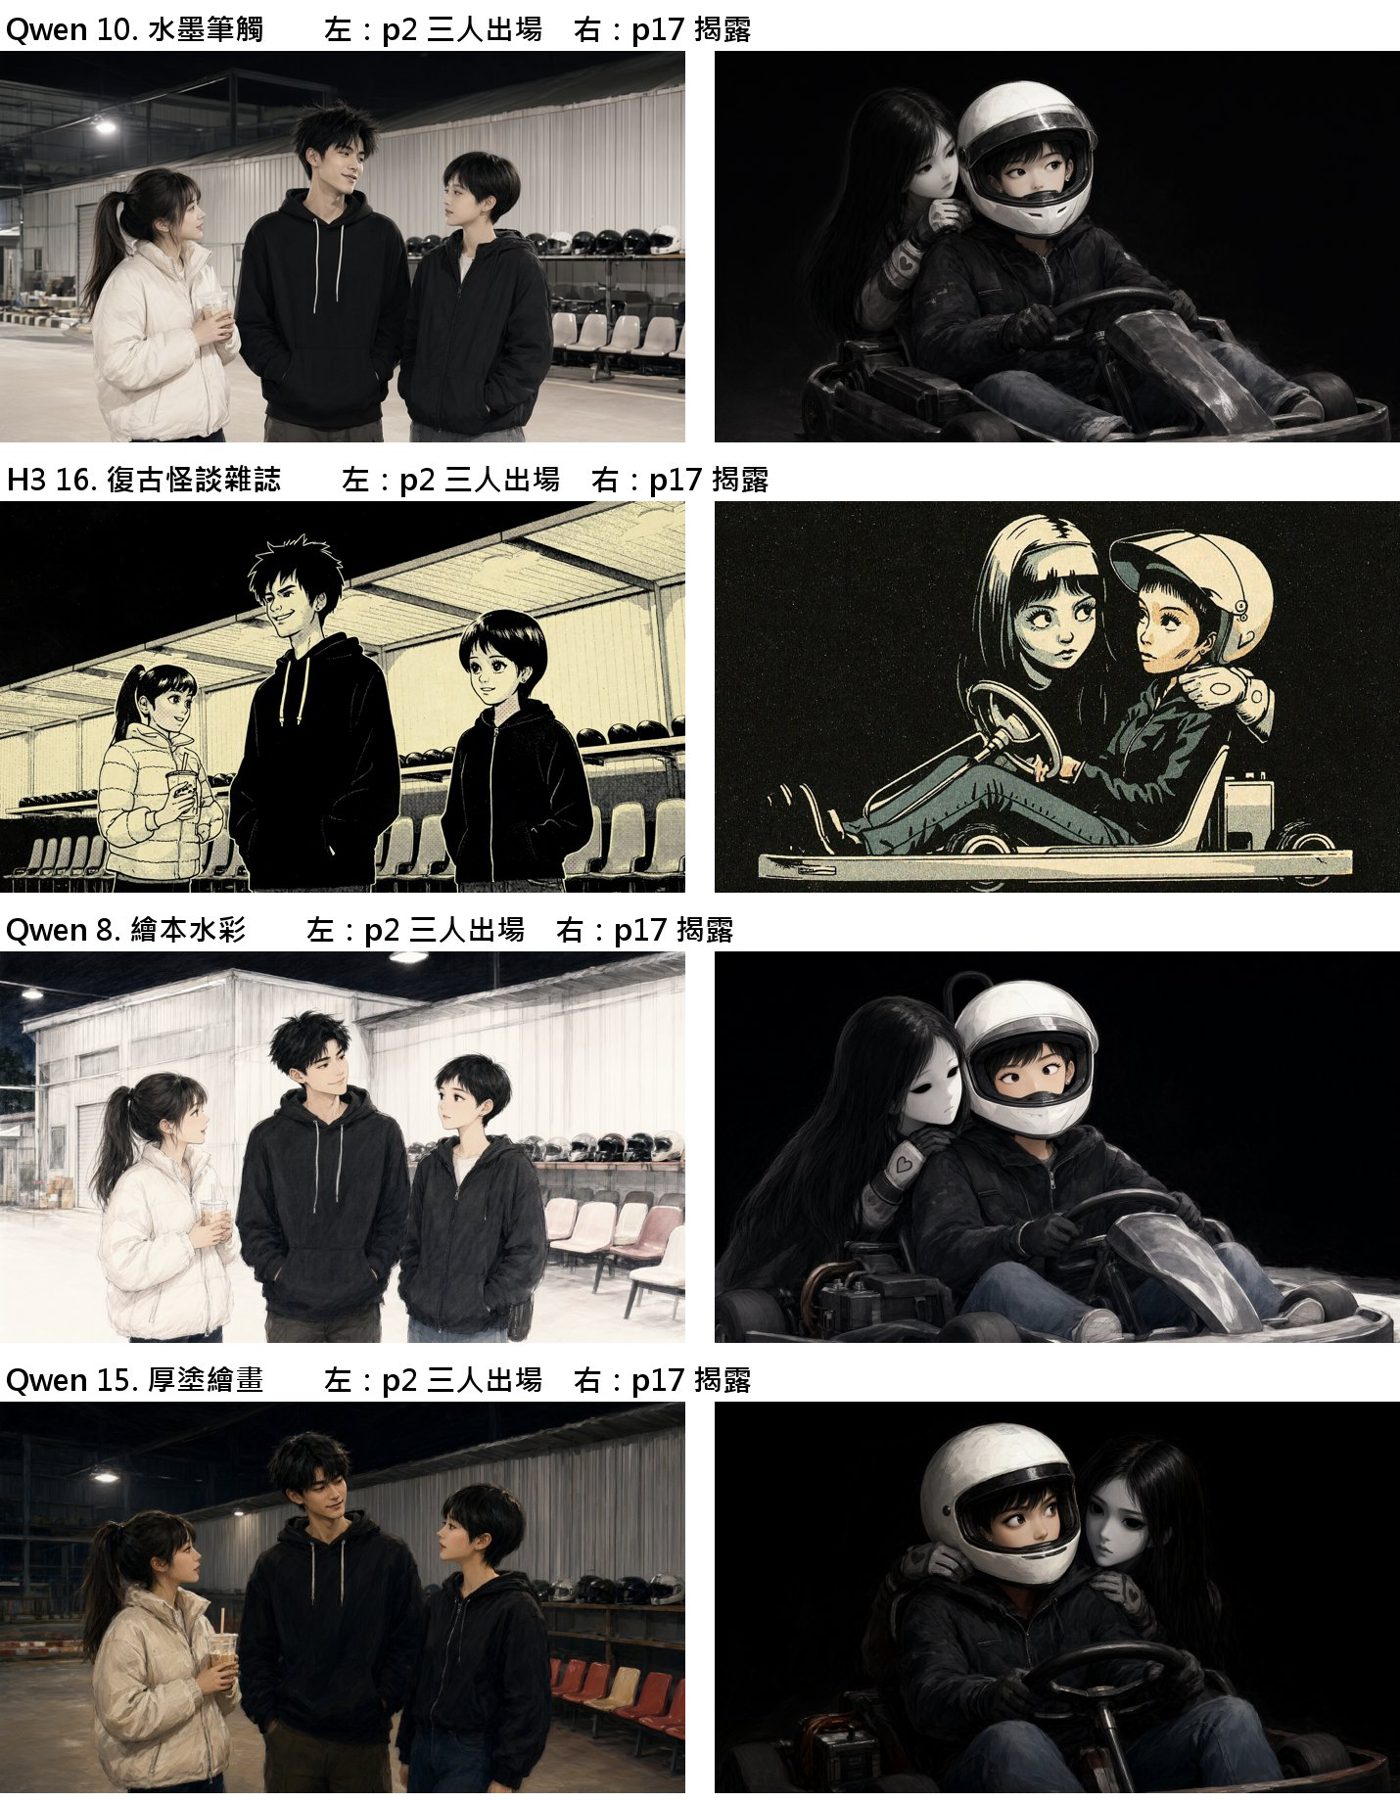 Qwen 10. 水墨筆觸　　左：p2 三人出場　右：p17 揭露
H3 16. 復古怪談雜誌　　左：p2 三人出場　右：p17 揭露
Qwen 8. 繪本水彩　　左：p2 三人出場　右：p17 揭露
Qwen 15. 厚塗繪畫　　左：p2 三人出場　右：p17 揭露